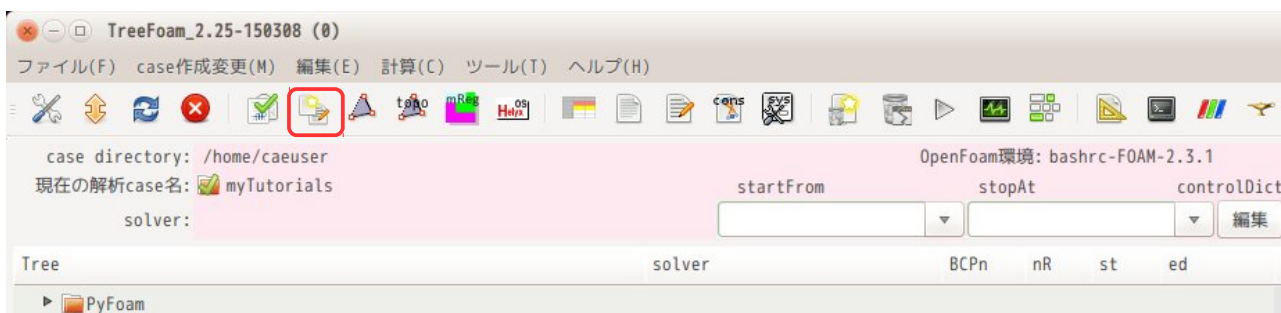 TreeFoam_2.25-150308 (0)
ファイル(F) case作成変更(M) 編集(E) 計算(C) ツール(T) ヘルプ(H)
topo mReg Helyx OS cons SYS
case directory: /home/caeuser OpenFoam環境: bashrc-FOAM-2.3.1
現在の解析case名: myTutorials startFrom stopAt controlDict
solver: 編集
Tree solver BCPn nR st ed
PyFoam